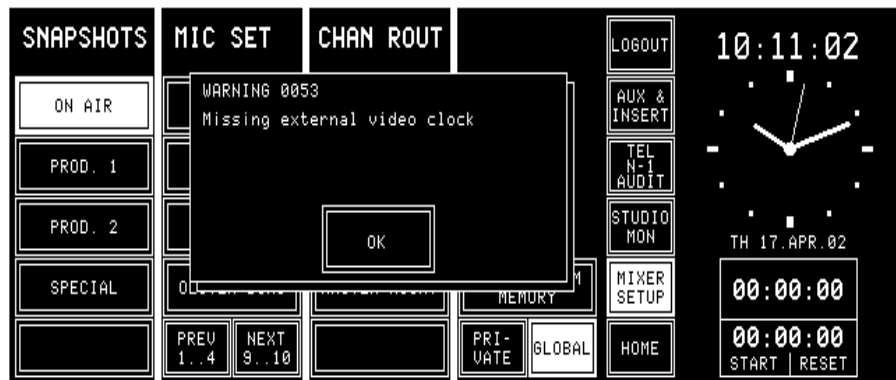 SNAPSHOTS
MIC SET
CHAN ROUT
ON AIR
PROD. 1
PROD. 2
SPECIAL
WARNING 0053
Missing external video clock
OK
MEMORY
PREV
1..4
NEXT
9..10
PRI-
VATE
GLOBAL
LOGOUT
AUX &
INSERT
TEL
N-1
AUDIT
STUDIO
MON
MIXER
SETUP
HOME
10:11:02
TH 17.APR.02
00:00:00
00:00:00
START | RESET